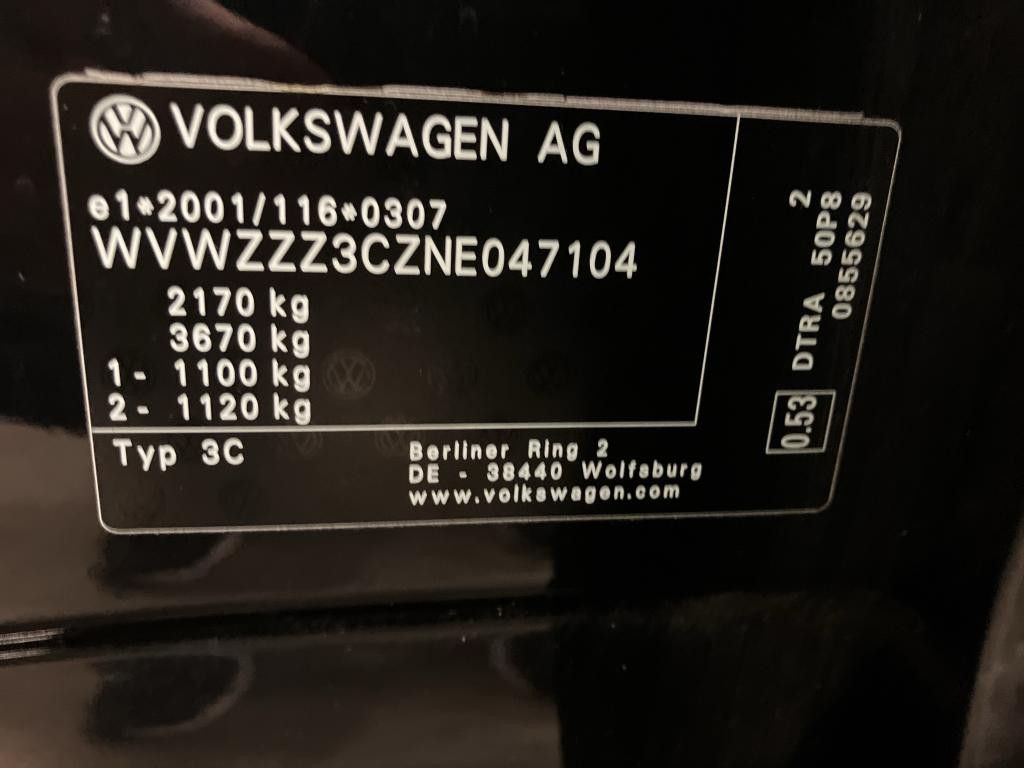 VOLKSWAGEN AG
e1*2001/116*0307
WVWZZZ3CZNE047104
2170 kg
3670 kg
1- 1100 kg
2- 1120 kg
Typ 3C
Berliner Ring 2
DE - 38440 Wolfsburg
www.volkswagen.com
0.53 DTRA 50P8 2
0855629